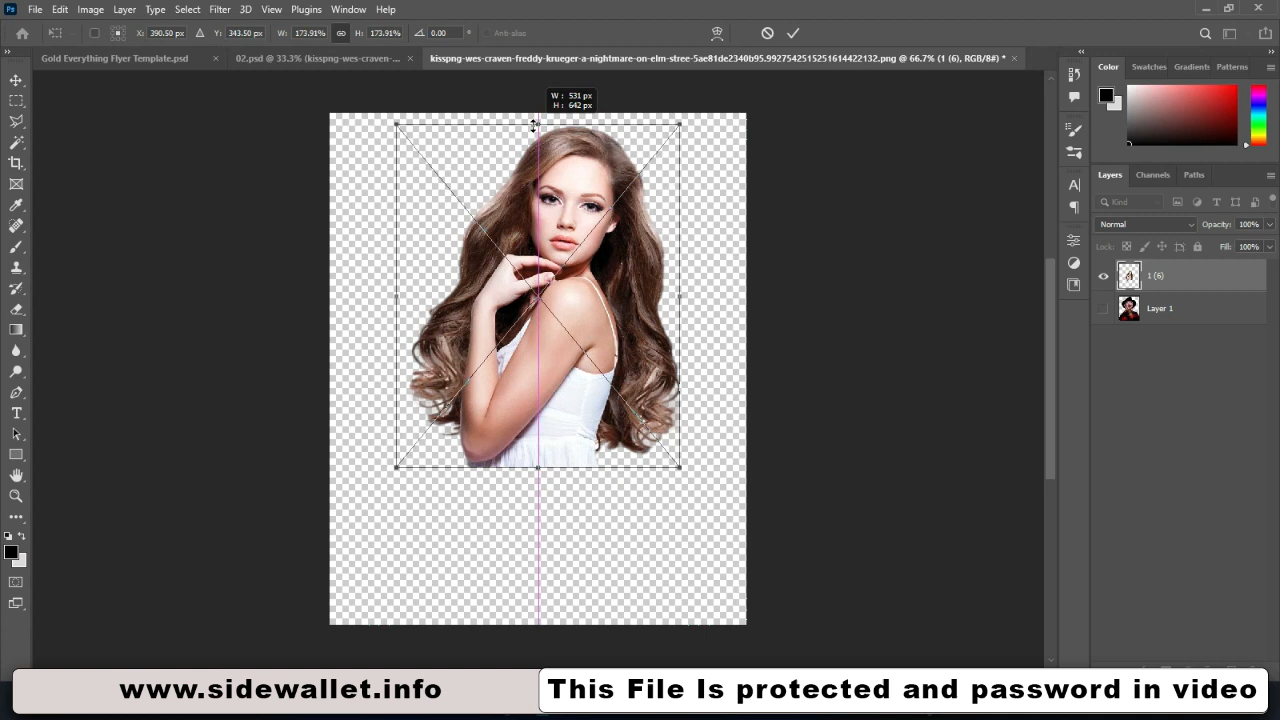 Ps File Edit Image Layer Type Select Filter 3D View Plugins Window Help
X: 390.50 px Y: 343.50 px W: 173.91% H: 173.91% 0.00 ° Anti-alias
Gold Everything Flyer Template.psd × 02.psd @ 33.3% (kisspng-wes-craven-... × kisspng-wes-craven-freddy-krueger-a-nightmare-on-elm-stree-5ae81de2340b95.9927542515251614422132.png @ 66.7% (1 (6), RGB/8#) * ×
Color Swatches Gradients Patterns
W: 531 px
H: 642 px
Layers Channels Paths
Kind
Normal Opacity: 100%
Lock: Fill: 100%
1 (6)
Layer 1
www.sidewallet.info
This File Is protected and password in video